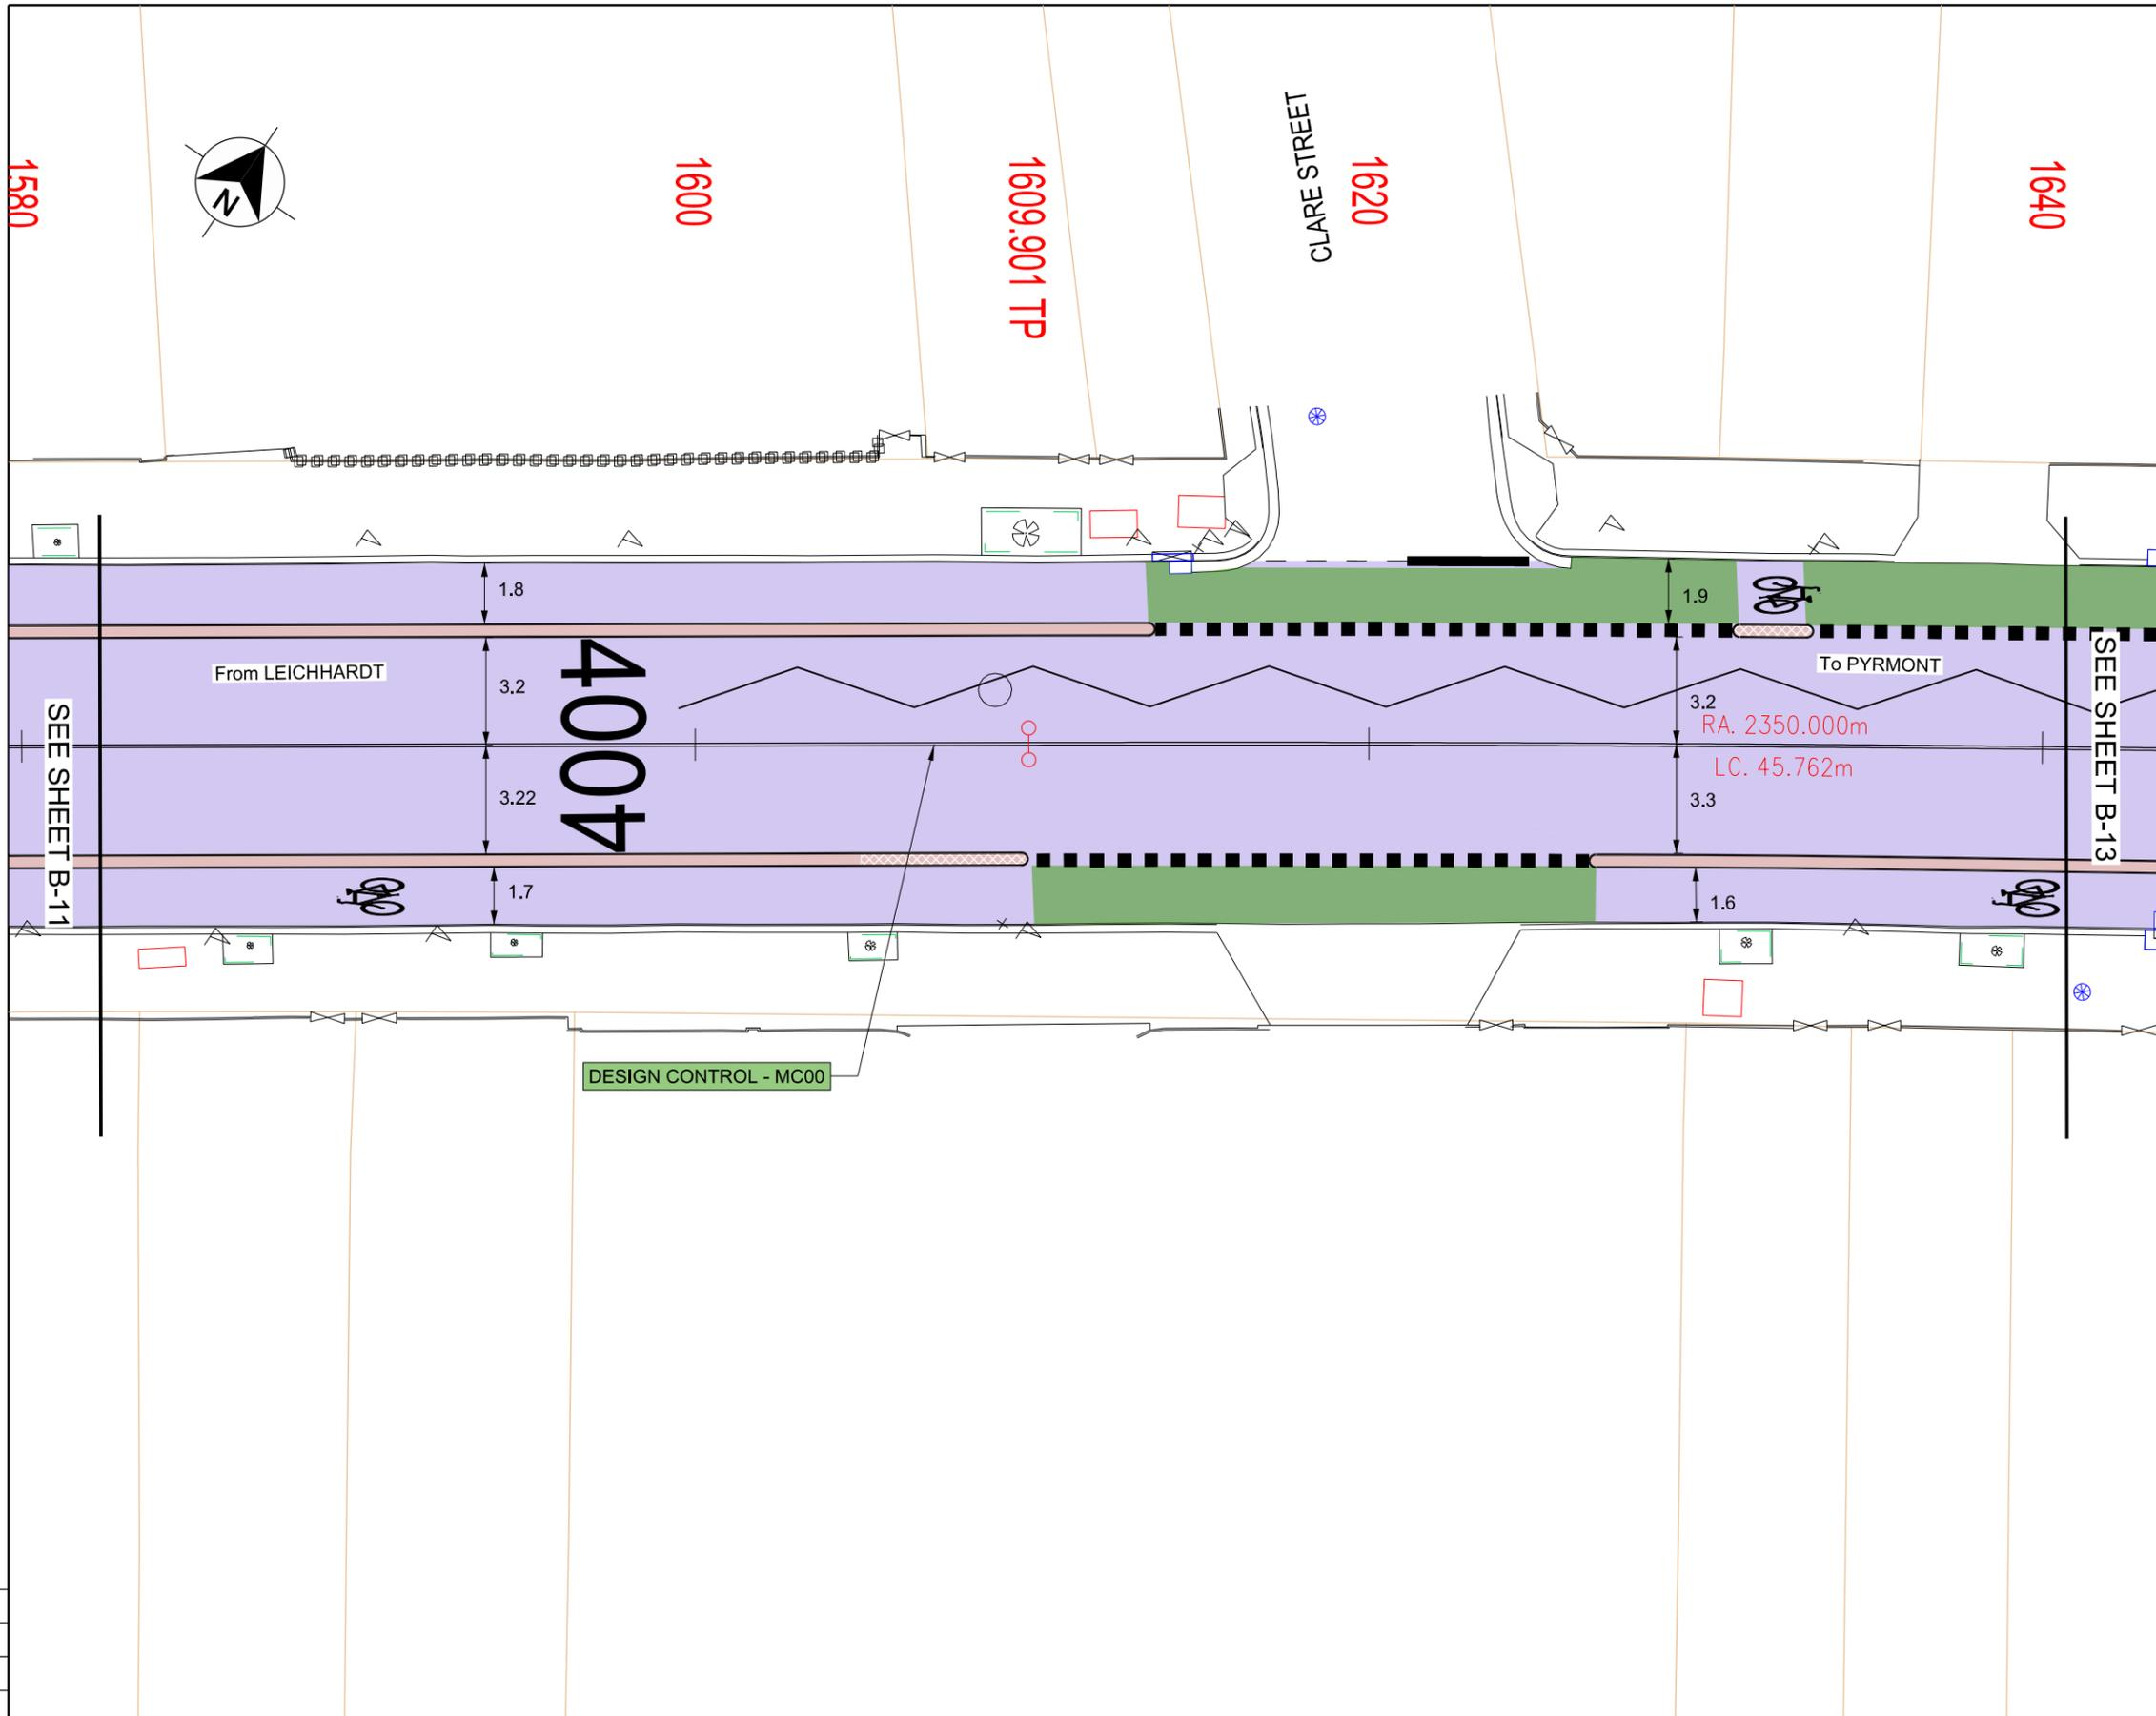 1580
N
1600
1609.901 TP
CLARE STREET
1620
1640
1.8
1.9
From LEICHHARDT
3.2
4004
To PYRMONT
3.2
RA. 2350.000m
LC. 45.762m
SEE SHEET B-11
3.22
3.3
SEE SHEET B-13
1.7
1.6
DESIGN CONTROL - MC00